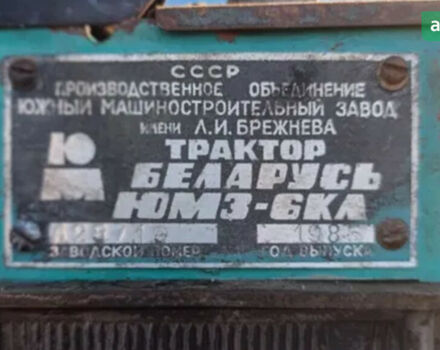 СССР
ПРОИЗВОДСТВЕННОЕ ОБЪЕДИНЕНИЕ
ЮЖНЫЙ МАШИНОСТРОИТЕЛЬНЫЙ ЗАВОД
ИМЕНИ Л.И.БРЕЖНЕВА
Ю
М
ТРАКТОР
БЕЛАРУСЬ
ЮМЗ-6КЛ
ЗАВОДСКОЙ НОМЕР ГОД ВЫПУСКА